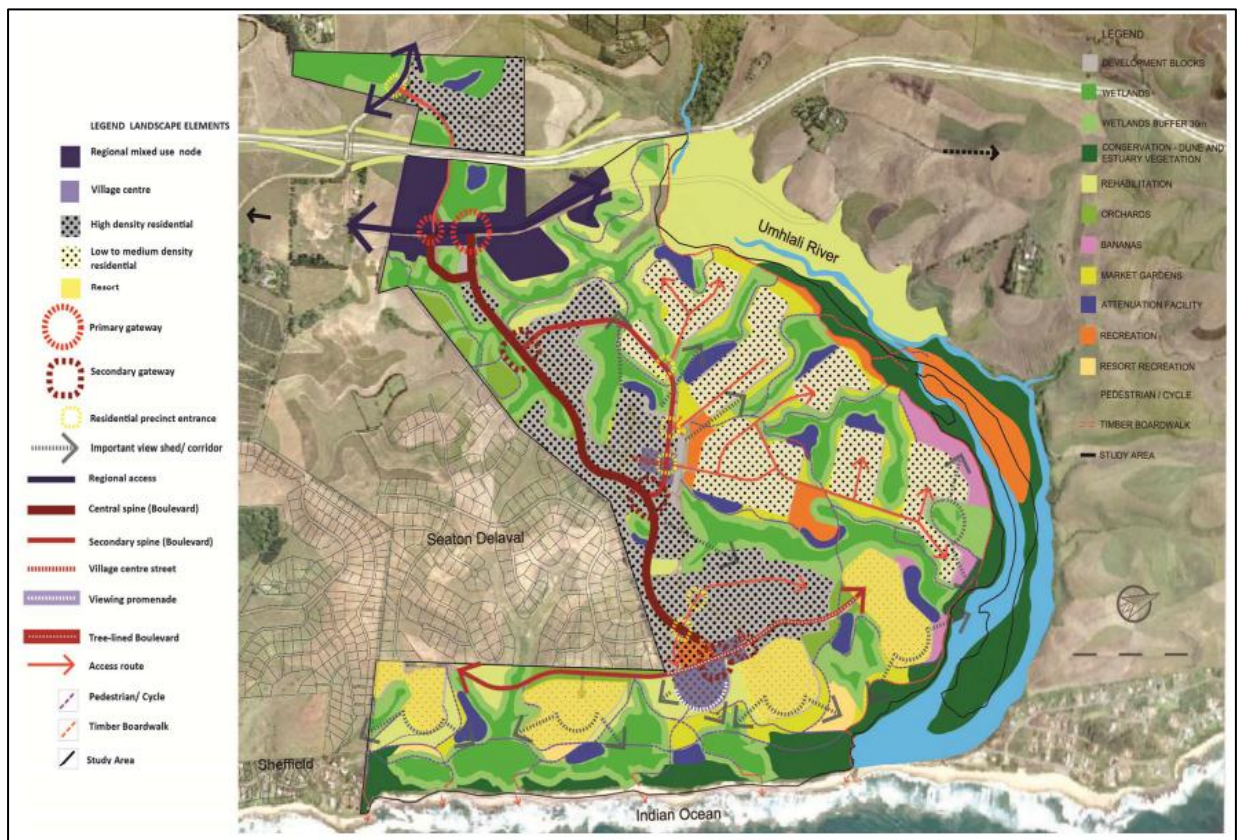 LEGEND LANDSCAPE ELEMENTS
Regional mixed use node
Village centre
High density residential
Low to medium density
residential
Resort
Primary gateway
Secondary gateway
Residential precinct entrance
Important view shed/ corridor
Regional access
Central spine (Boulevard)
Secondary spine (Boulevard)
Village centre street
Viewing promenade
Tree-lined Boulevard
Access route
Pedestrian/ Cycle
Timber Boardwalk
Study Area
Umhlali River
Seaton Delaval
Sheffield
Indian Ocean
LEGEND
DEVELOPMENT BLOCKS
WETLANDS
WETLANDS BUFFER 30m
CONSERVATION - DUNE AND
ESTUARY VEGETATION
REHABILITATION
ORCHARDS
BANANAS
MARKET GARDENS
ATTENUATION FACILITY
RECREATION
RESORT RECREATION
PEDESTRIAN / CYCLE
TIMBER BOARDWALK
STUDY AREA